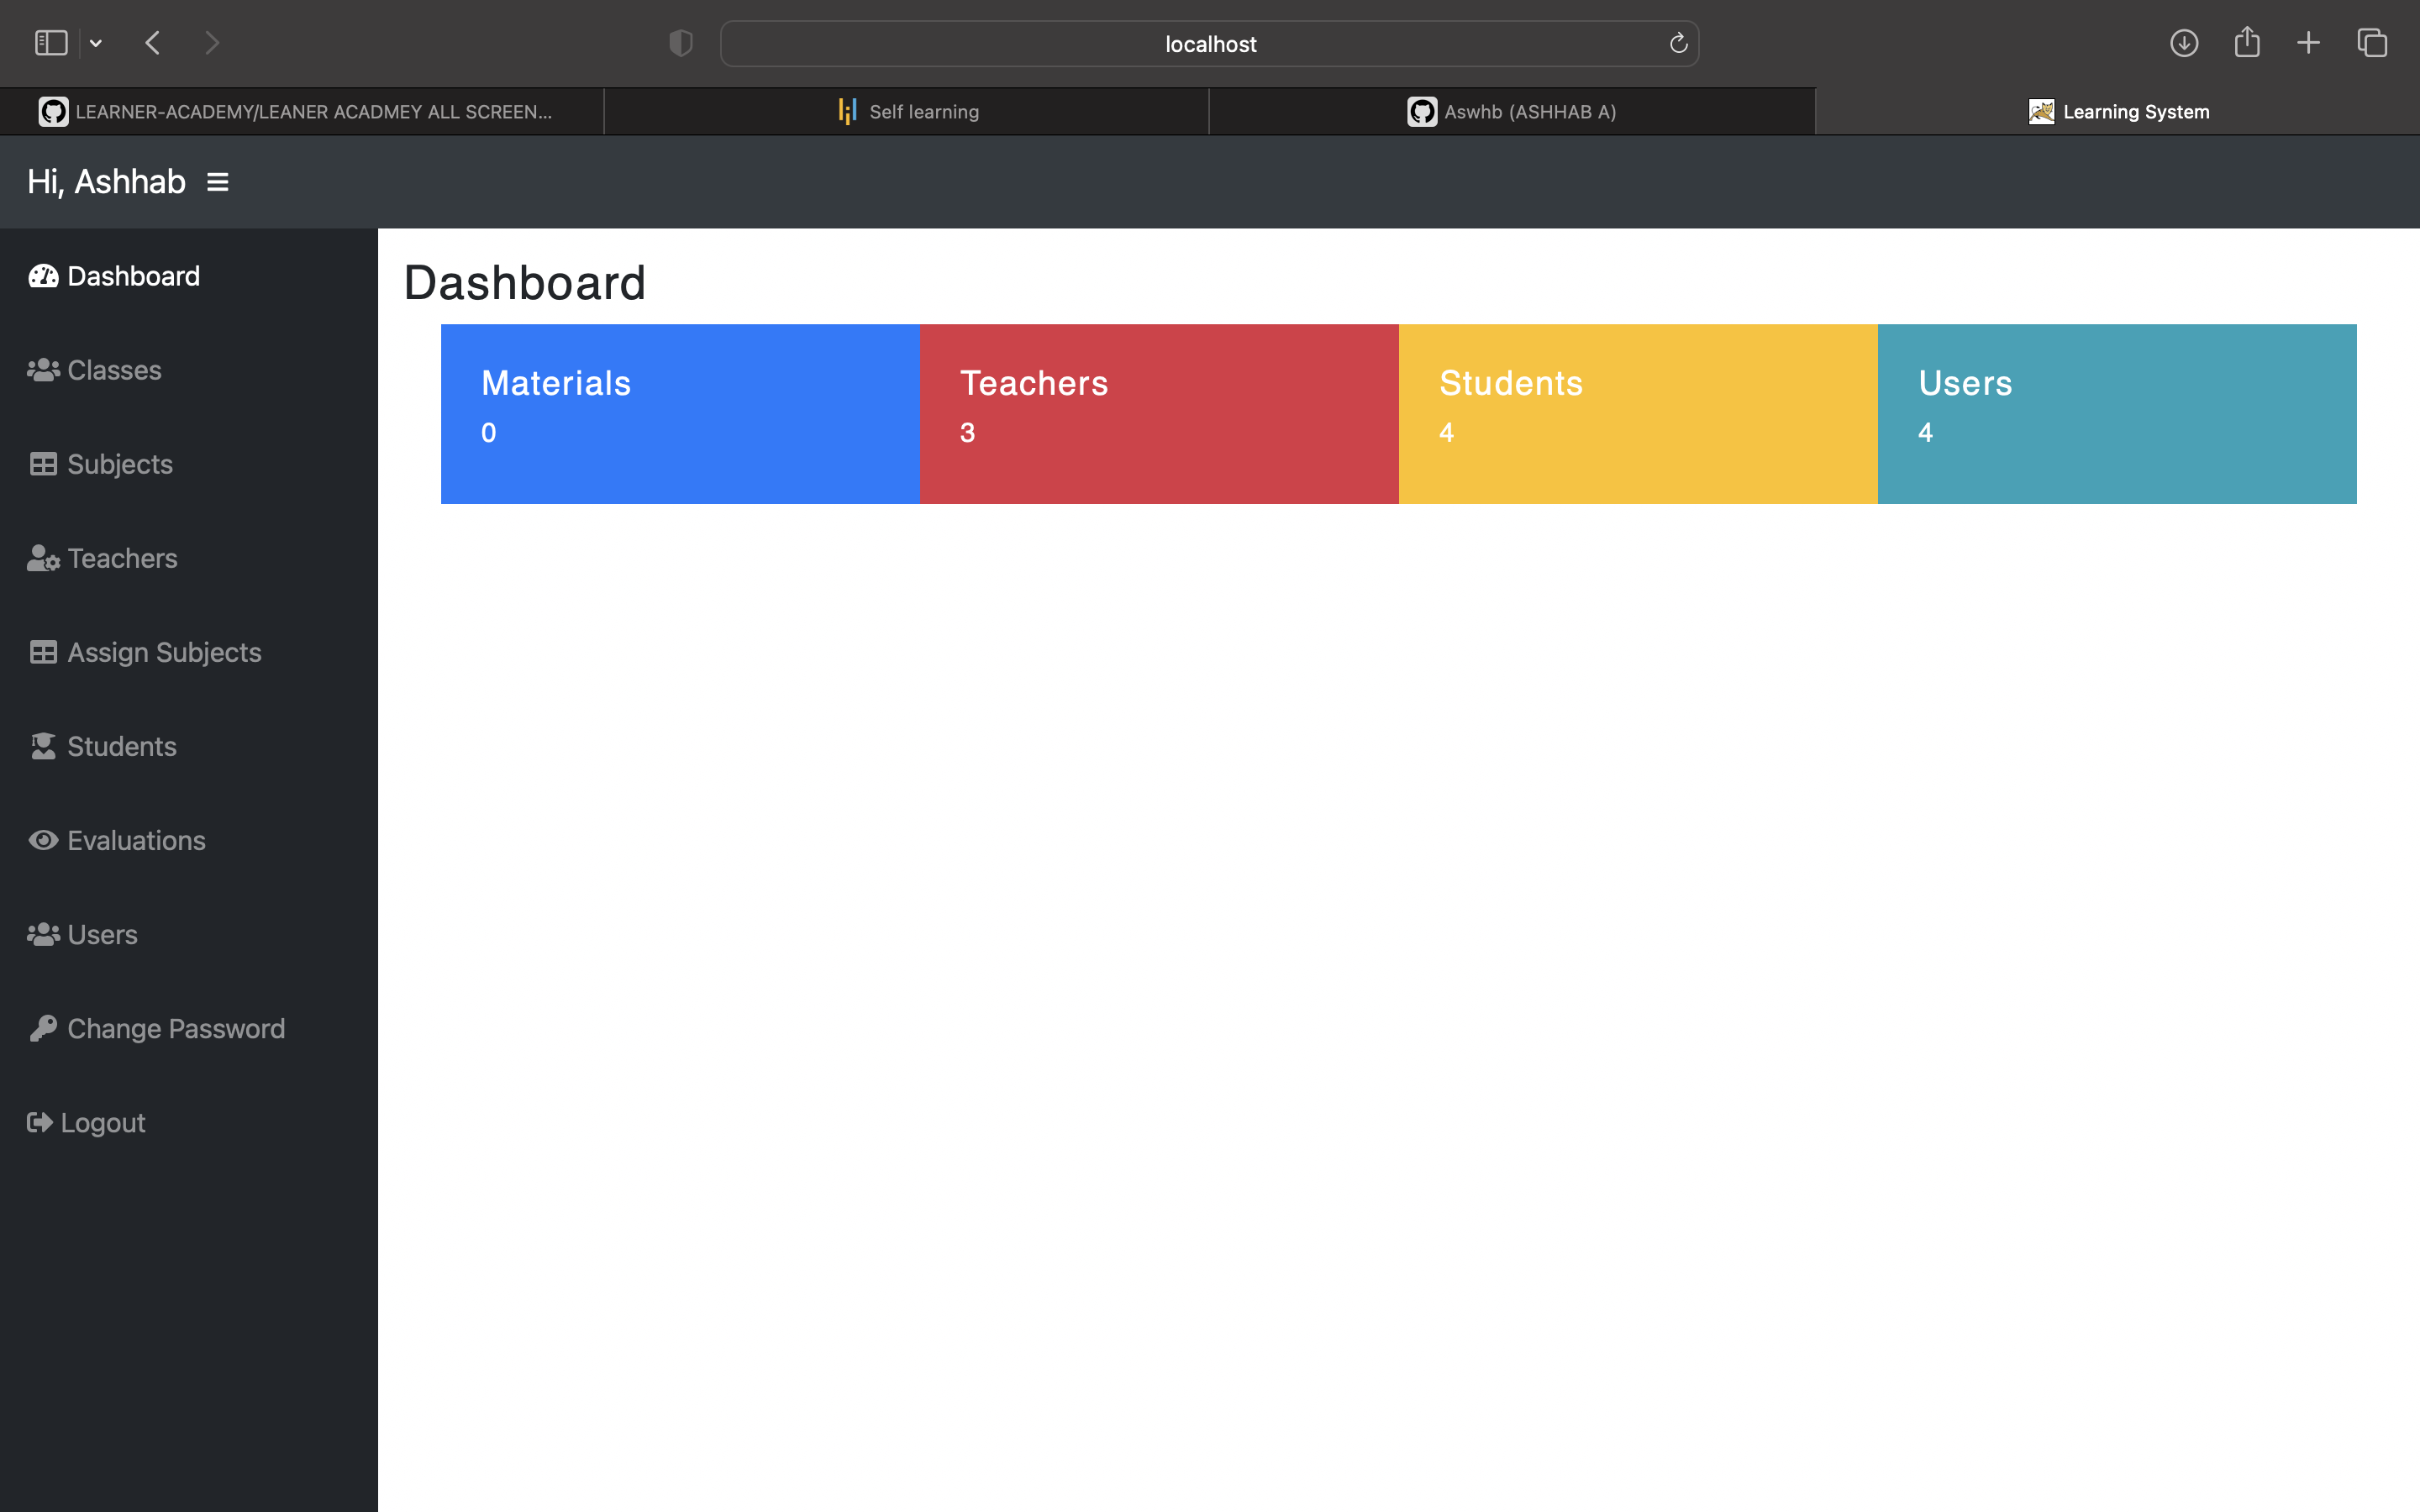 localhost
LEARNER-ACADEMY/LEANER ACADMEY ALL SCREEN...
Self learning
Aswhb (ASHHAB A)
Learning System
Hi, Ashhab
Dashboard
Classes
Subjects
Teachers
Assign Subjects
Students
Evaluations
Users
Change Password
Logout
Dashboard
Materials
0
Teachers
3
Students
4
Users
4